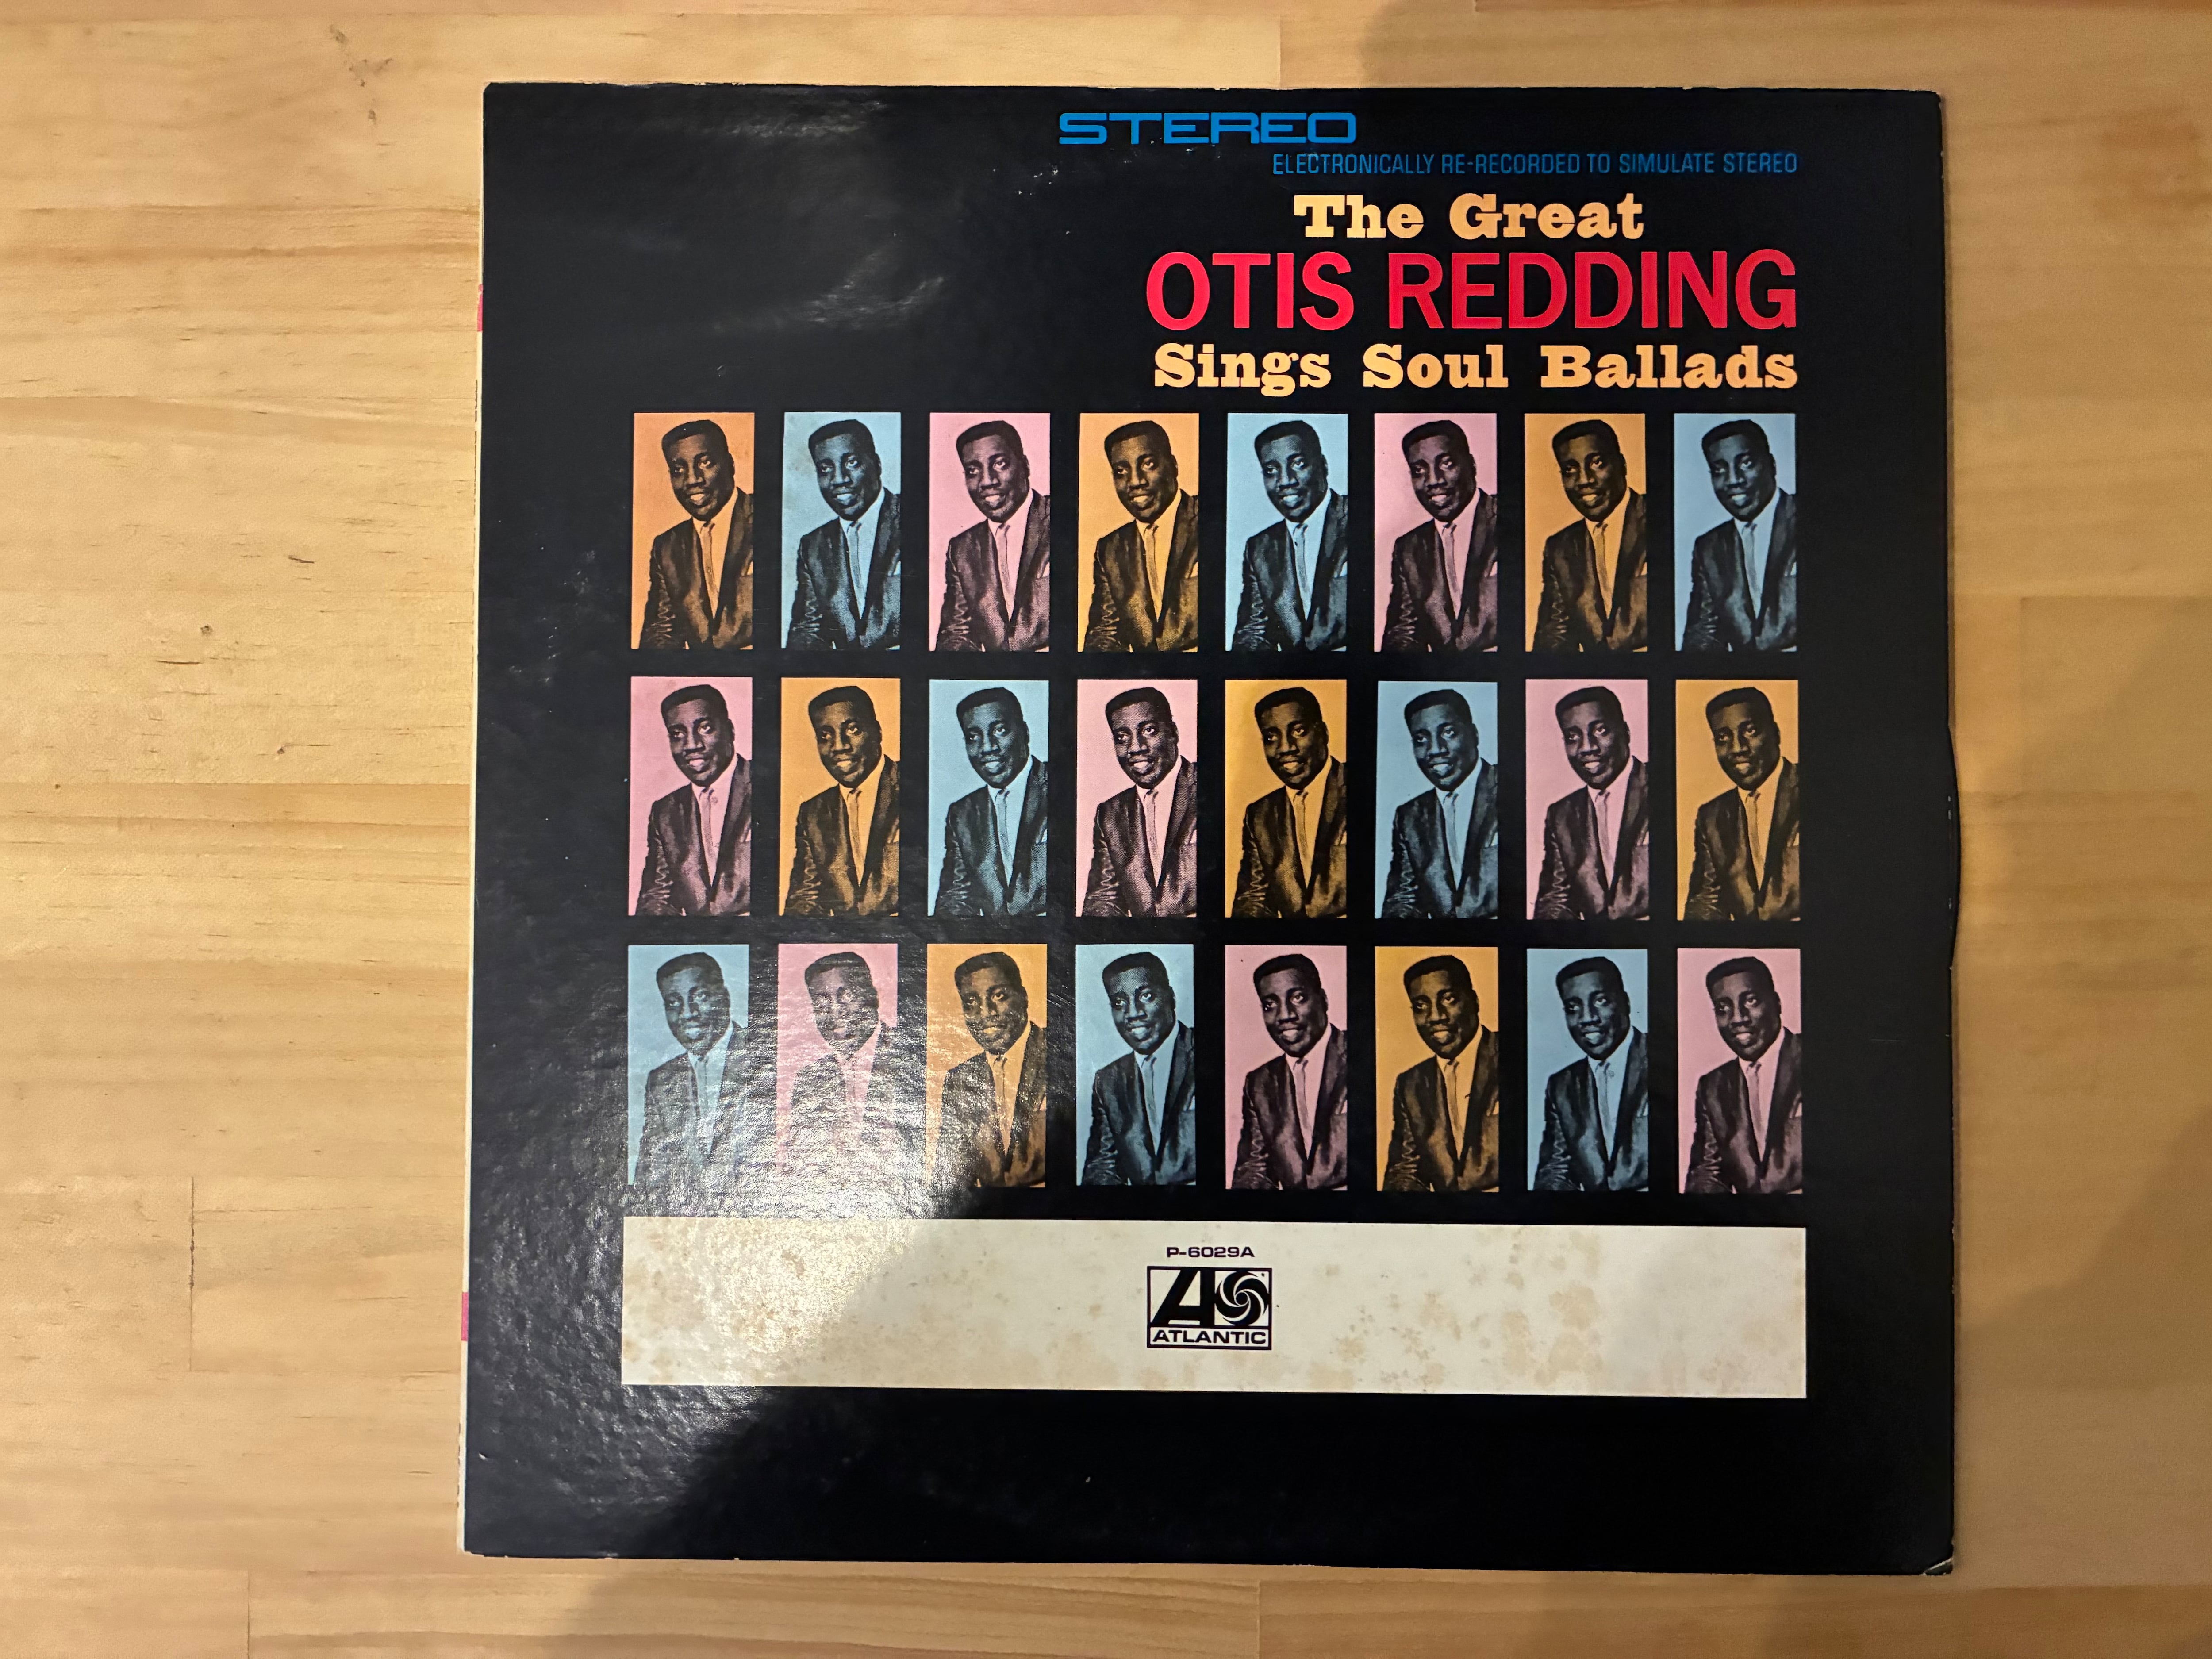 STEREO
ELECTRONICALLY RE-RECORDED TO SIMULATE STEREO
The Great
OTIS REDDING
Sings Soul Ballads
P-6029A
ATLANTIC